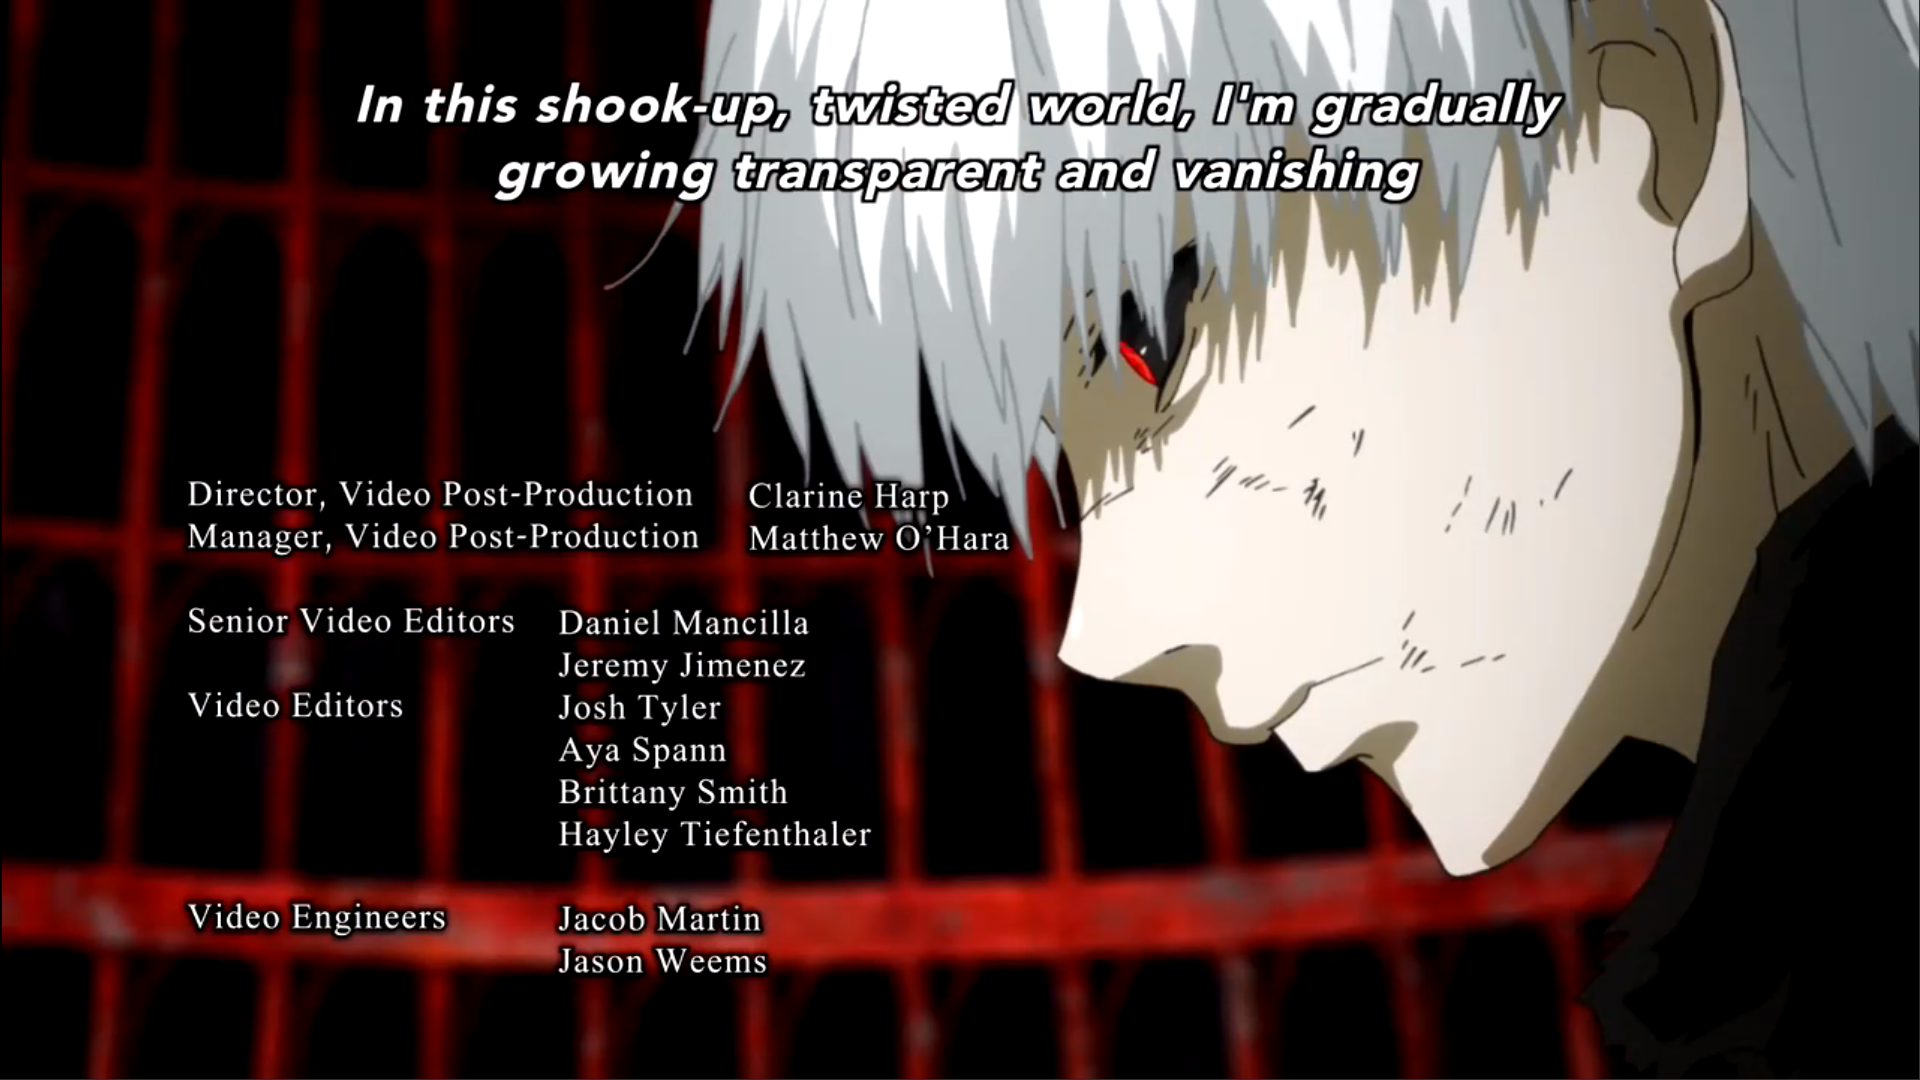 In this shook-up, twisted world, I'm gradually
growing transparent and vanishing
Director, Video Post-Production Clarine Harp
Manager, Video Post-Production Matthew O’Hara
Senior Video Editors Daniel Mancilla
Jeremy Jimenez
Video Editors Josh Tyler
Aya Spann
Brittany Smith
Hayley Tiefenthaler
Video Engineers Jacob Martin
Jason Weems